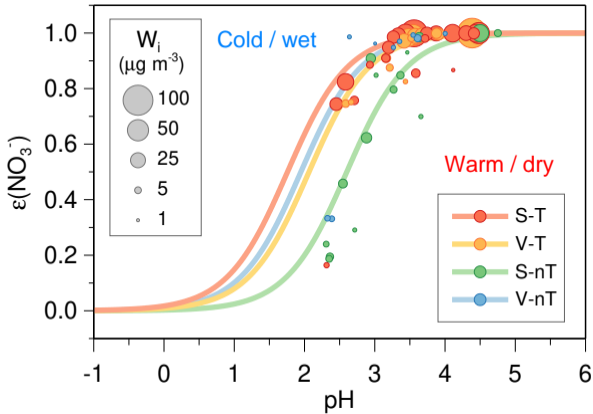 Cold / wet
Warm / dry
Wᵢ
(μg m⁻³)
100
50
25
5
1
S-T
V-T
S-nT
V-nT
ε(NO₃⁻)
1.0
0.8
0.6
0.4
0.2
0.0
-1 0 1 2 3 4 5 6
pH